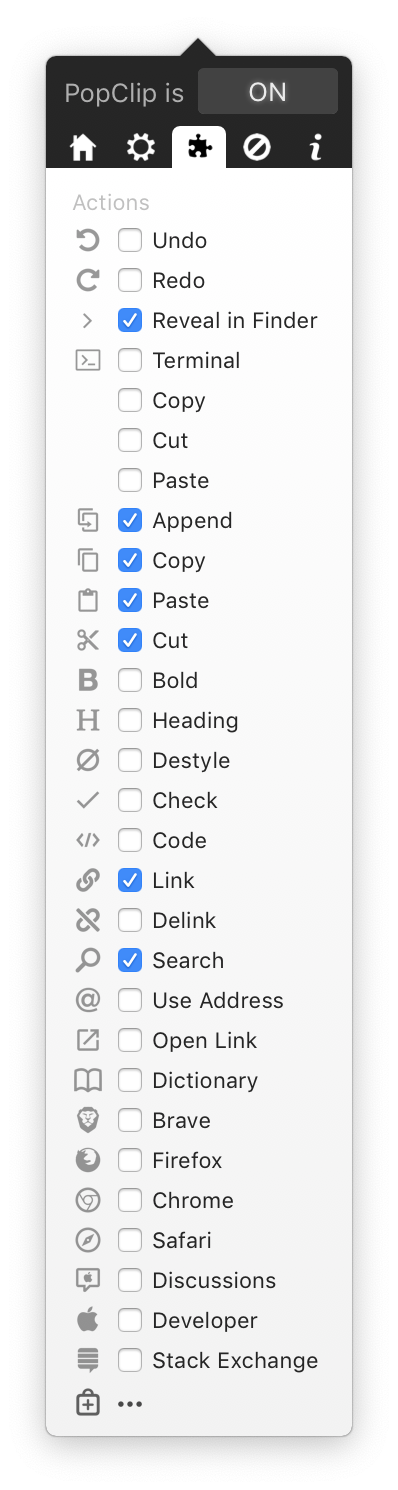 PopClip is ON
Actions
Undo
Redo
Reveal in Finder
Terminal
Copy
Cut
Paste
Append
Copy
Paste
Cut
Bold
Heading
Destyle
Check
Code
Link
Delink
Search
Use Address
Open Link
Dictionary
Brave
Firefox
Chrome
Safari
Discussions
Developer
Stack Exchange
•••